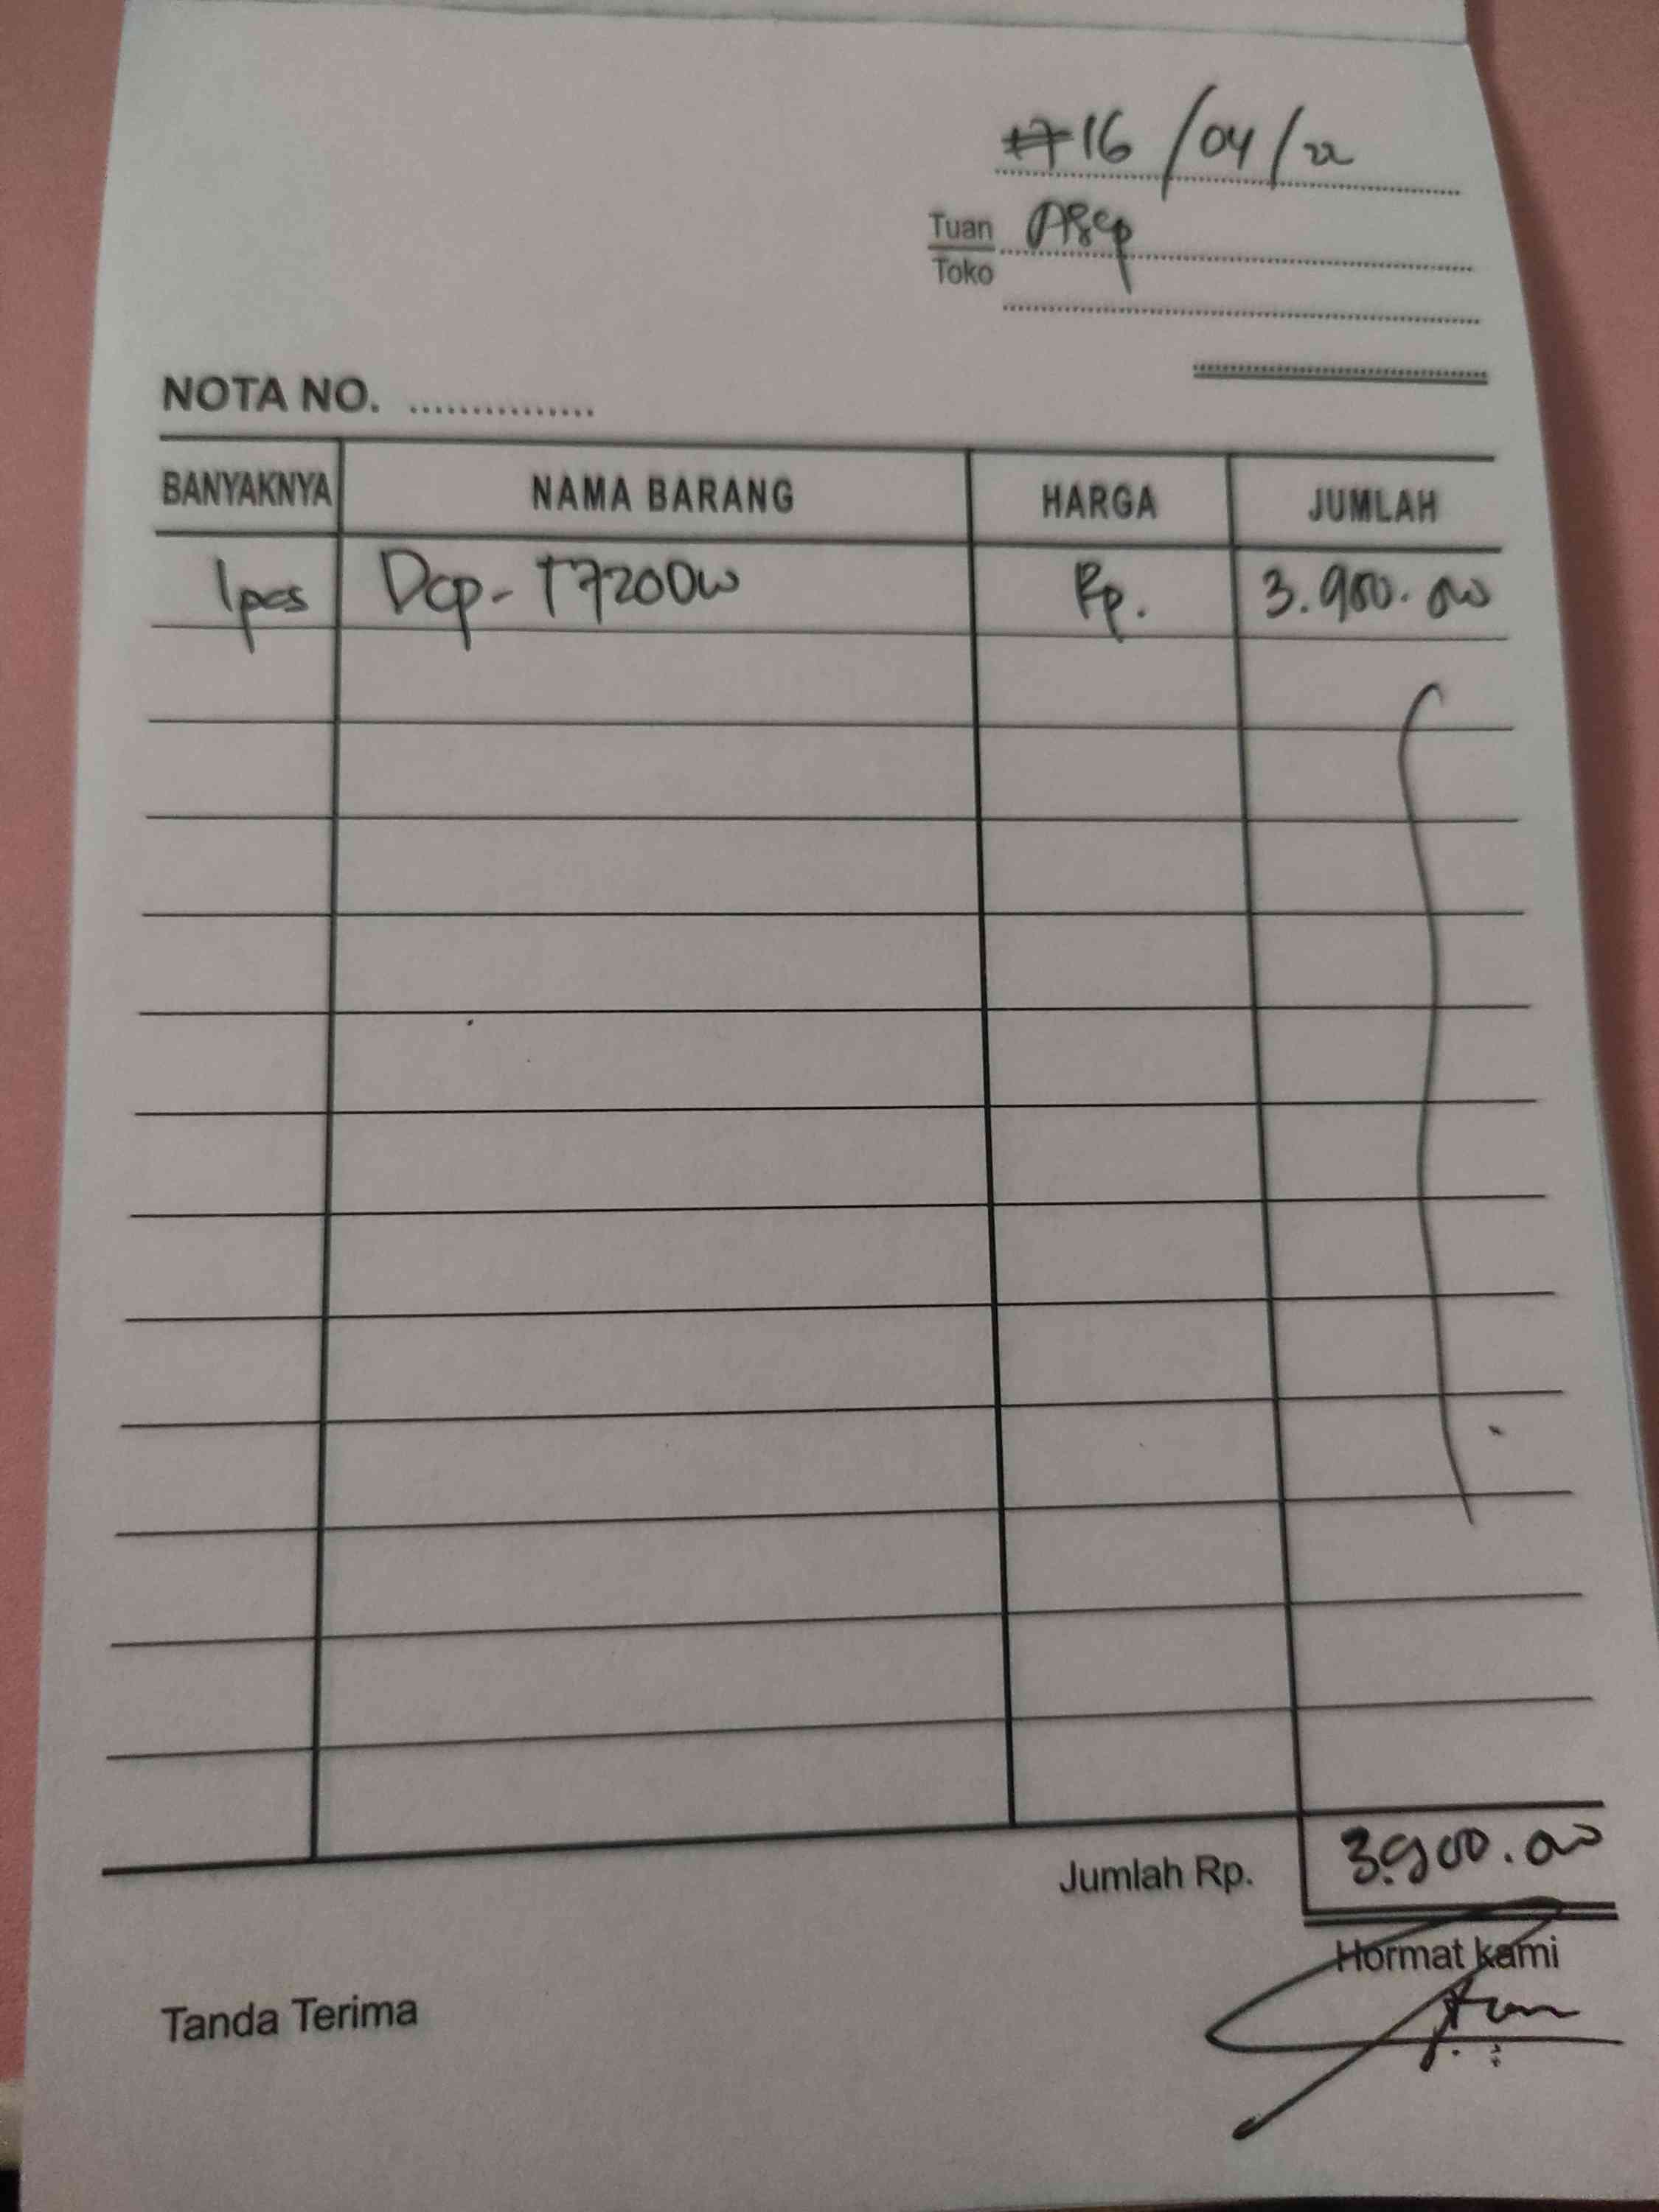 16/04/22
Tuan Asep
Toko
NOTA NO. ...............
BANYAKNYA NAMA BARANG HARGA JUMLAH
1pcs Dcp-T720Dw Rp. 3.900.000
Jumlah Rp. 3.900.000
Hormat kami
Tanda Terima